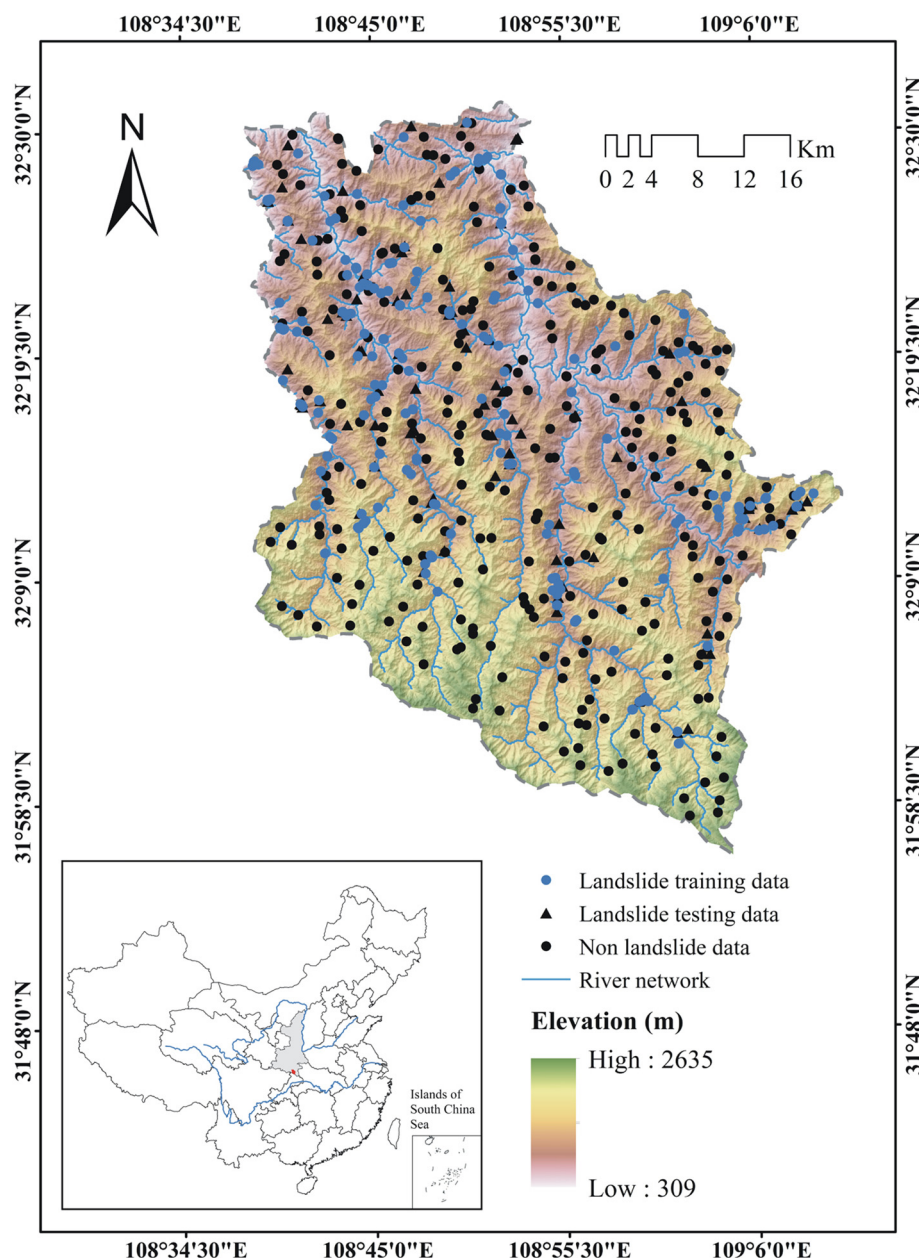 108°34'30"E 108°45'0"E 108°55'30"E 109°6'0"E
32°30'0"N
32°30'0"N
N
Km
0 2 4 8 12 16
32°19'30"N
32°19'30"N
32°9'0"N
32°9'0"N
31°58'30"N
31°58'30"N
Landslide training data
Landslide testing data
Non landslide data
River network
Elevation (m)
High : 2635
Low : 309
31°48'0"N
31°48'0"N
Islands of
South China
Sea
108°34'30"E 108°45'0"E 108°55'30"E 109°6'0"E